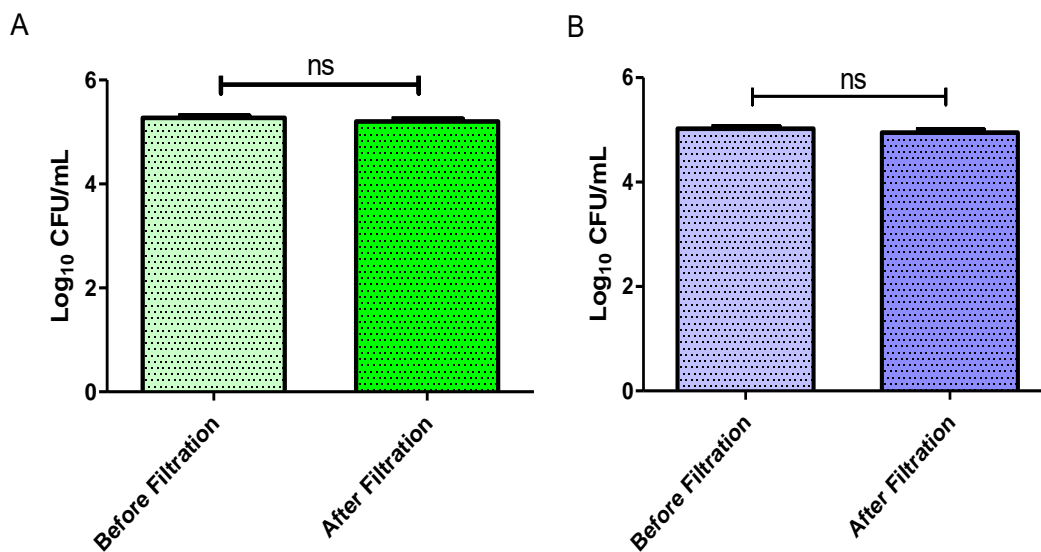 A
ns
6
4
2
0
Log₁₀ CFU/mL
Before Filtration
After Filtration
B
ns
6
4
2
0
Log₁₀ CFU/mL
Before Filtration
After Filtration